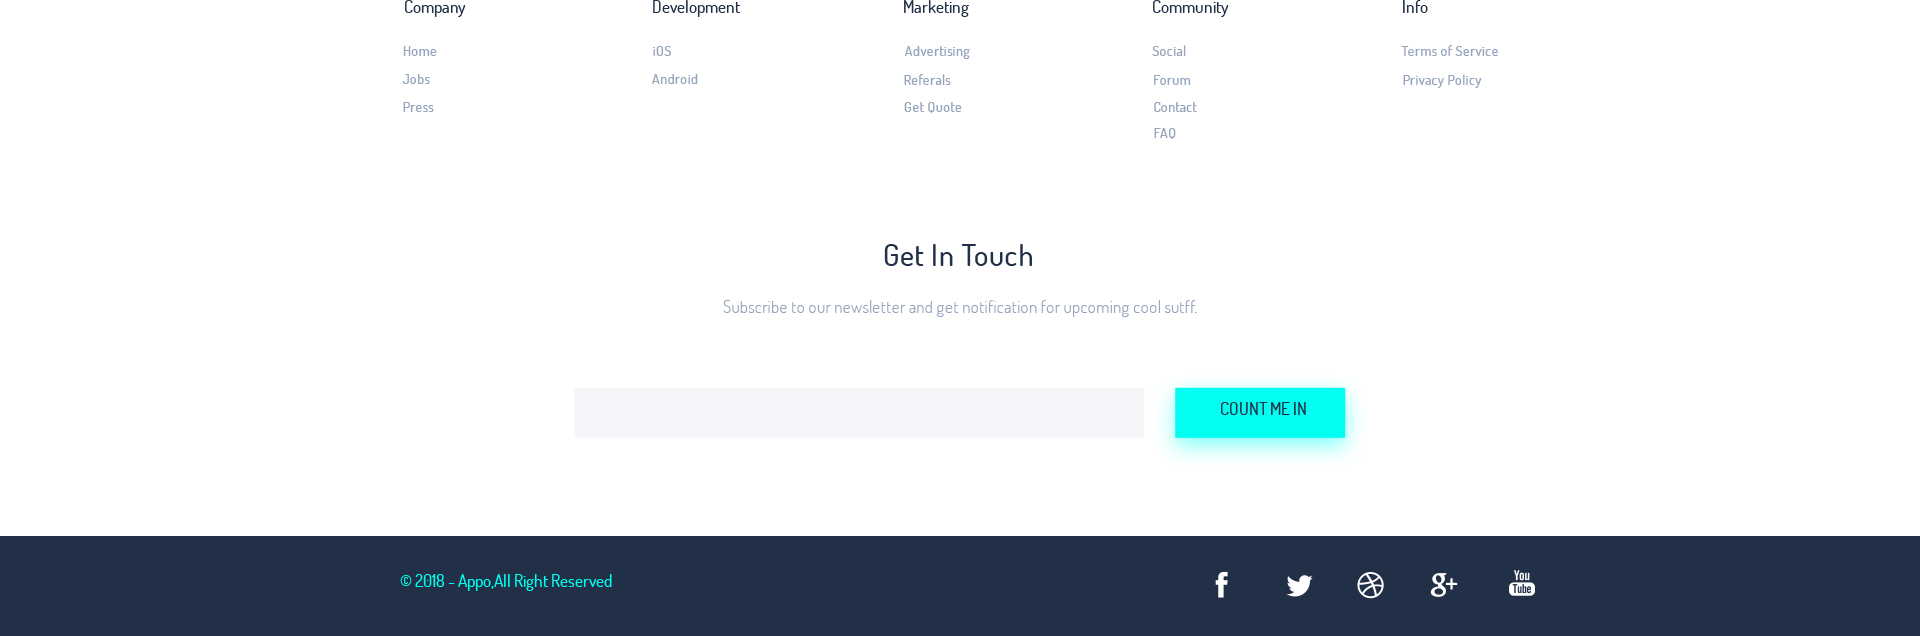 Company Development Marketing Community Info
Home iOS Advertising Social Terms of Service
Jobs Android Referals Forum Privacy Policy
Press Get Quote Contact
FAQ
Get In Touch
Subscribe to our newsletter and get notification for upcoming cool sutff.
COUNT ME IN
© 2018 - Appo,All Right Reserved
f g+ You Tube